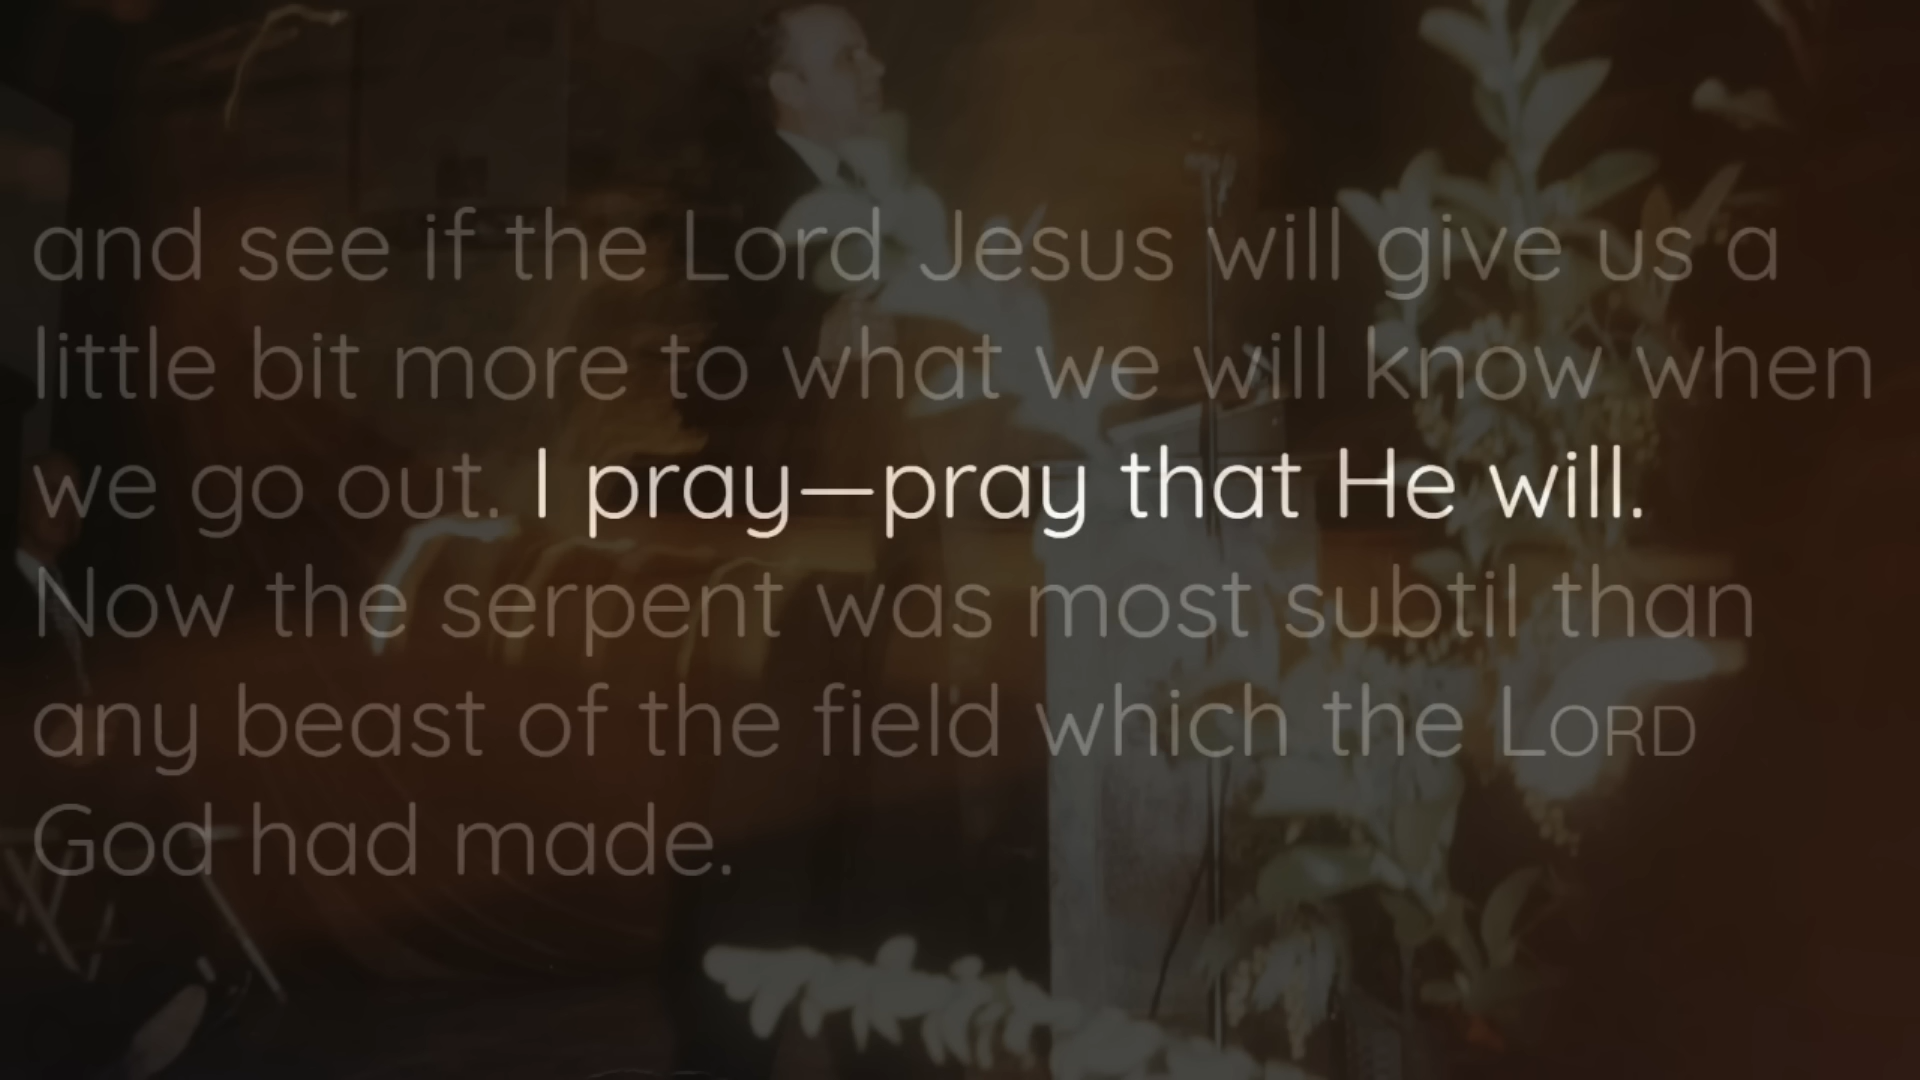 and see if the Lord Jesus will give us a
little bit more to what we will know when
we go out. I pray—pray that He will.
Now the serpent was most subtil than
any beast of the field which the LORD
God had made.